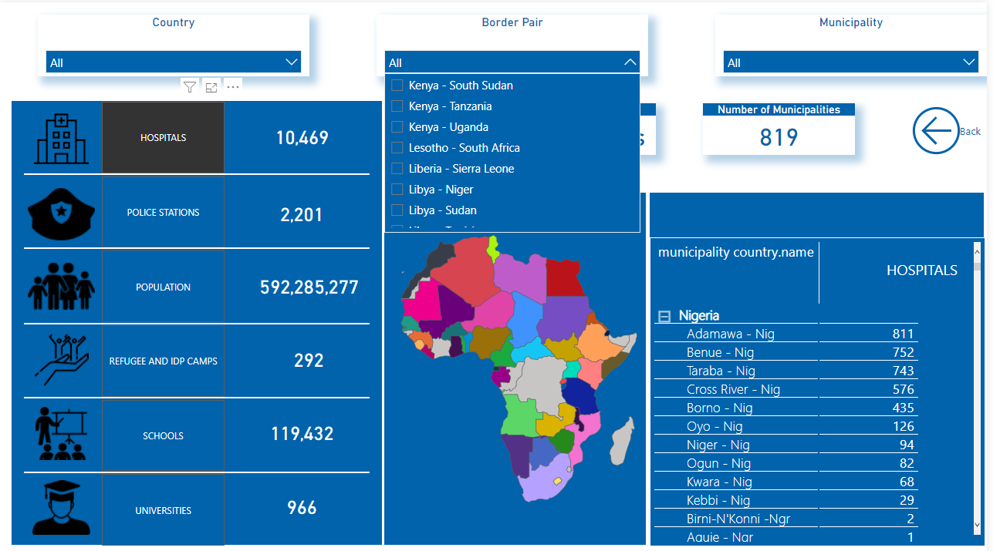 Country
All
Border Pair
All
Kenya - South Sudan
Kenya - Tanzania
Kenya - Uganda
Lesotho - South Africa
Liberia - Sierra Leone
Libya - Niger
Libya - Sudan
Municipality
All
Number of Municipalities
819
Back
HOSPITALS 10,469
POLICE STATIONS 2,201
POPULATION 592,285,277
REFUGEE AND IDP CAMPS 292
SCHOOLS 119,432
UNIVERSITIES 966
municipality country.name HOSPITALS
Nigeria
Adamawa - Nig 811
Benue - Nig 752
Taraba - Nig 743
Cross River - Nig 576
Borno - Nig 435
Oyo - Nig 126
Niger - Nig 94
Ogun - Nig 82
Kwara - Nig 68
Kebbi - Nig 29
Birni-N'Konni -Ngr 2
Aguie - Ngr 1